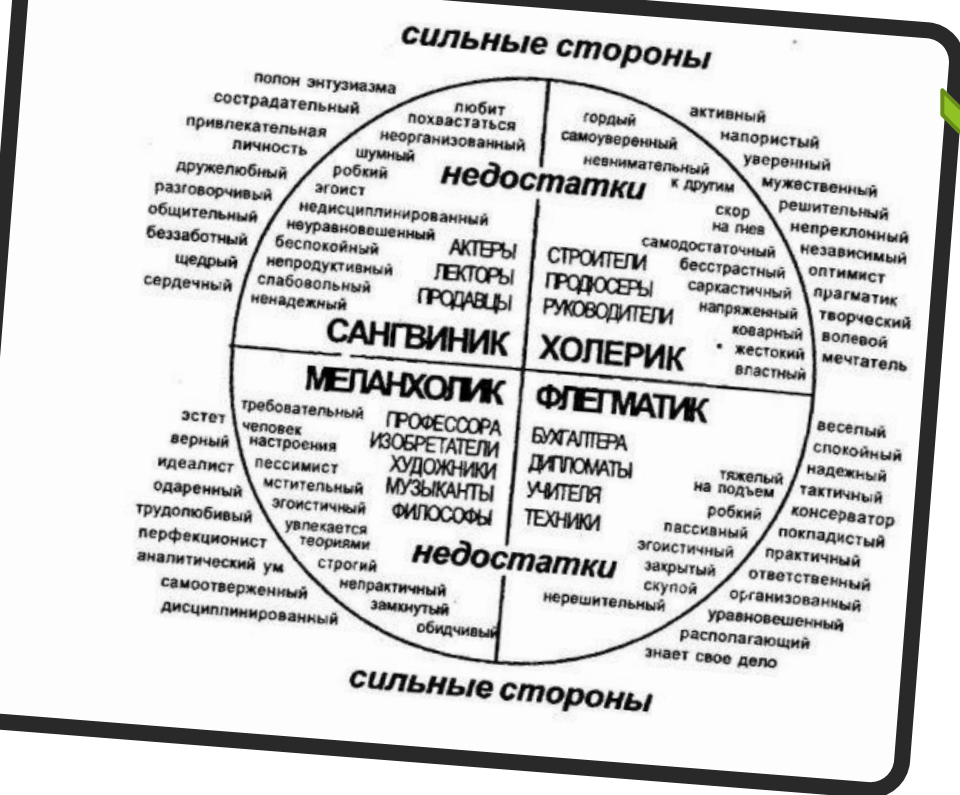 сильные стороны
полон энтузиазма
сострадательный
привлекательная
личность
дружелюбный
разговорчивый
общительный
беззаботный
щедрый
сердечный
любит
похвастаться
неорганизованный
шумный
робкий
эгоист
недисциплинированный
неуравновешенный
беспокойный
непродуктивный
слабовольный
ненадежный
недостатки
АКТЕРЫ
ЛЕКТОРЫ
ПРОДАВЦЫ
САНГВИНИК
гордый
самоуверенный
невнимательный
к другим
скор
на гнев
самодостаточный
бесстрастный
саркастичный
напряженный
коварный
жестокий
властный
СТРОИТЕЛИ
ПРОДЮСЕРЫ
РУКОВОДИТЕЛИ
ХОЛЕРИК
активный
напористый
уверенный
мужественный
решительный
непреклонный
независимый
оптимист
прагматик
творческий
волевой
мечтатель
МЕЛАНХОЛИК
эстет
верный
идеалист
одаренный
трудолюбивый
перфекционист
аналитический ум
самоотверженный
дисциплинированный
требовательный
человек
настроения
пессимист
мстительный
эгоистичный
увлекается
теориями
строгий
непрактичный
замкнутый
обидчивый
ПРОФЕССОРА
ИЗОБРЕТАТЕЛИ
ХУДОЖНИКИ
МУЗЫКАНТЫ
ФИЛОСОФЫ
недостатки
ФЛЕГМАТИК
БУХГАЛТЕРА
ДИПЛОМАТЫ
УЧИТЕЛЯ
ТЕХНИКИ
тяжелый
на подъем
робкий
пассивный
эгоистичный
закрытый
скупой
нерешительный
веселый
спокойный
надежный
тактичный
консерватор
покладистый
практичный
ответственный
организованный
уравновешенный
располагающий
знает свое дело
сильные стороны